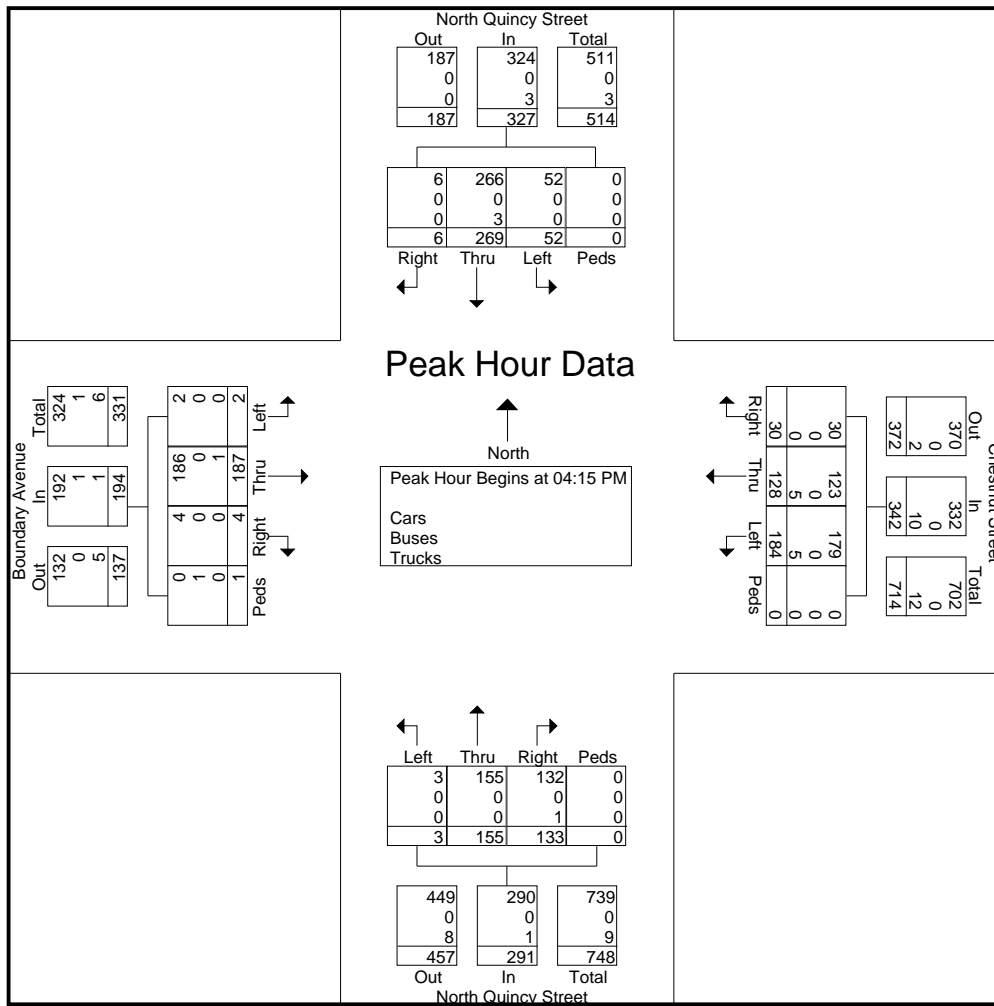 North Quincy Street
Out In Total
187 324 511
0 0 0
0 3 3
187 327 514
6 266 52 0
0 0 0 0
0 3 0 0
6 269 52 0
Right Thru Left Peds
Peak Hour Data
North
Peak Hour Begins at 04:15 PM
Cars
Buses
Trucks
Boundary Avenue
Total In Out
324 192 132
1 1 0
6 1 5
331 194 137
2 186 4 0
0 0 0 1
0 1 0 0
2 187 4 1
Left Thru Right Peds
Right Thru Left Peds
30 128 184 0
0 5 5 0
0 0 0 0
30 123 179 0
372 342 714
2 10 12
0 0 0
370 332 702
Out In Total
Chestnut Street
Left Thru Right Peds
3 155 132 0
0 0 0 0
0 0 1 0
3 155 133 0
449 290 739
0 0 0
8 1 9
457 291 748
Out In Total
North Quincy Street